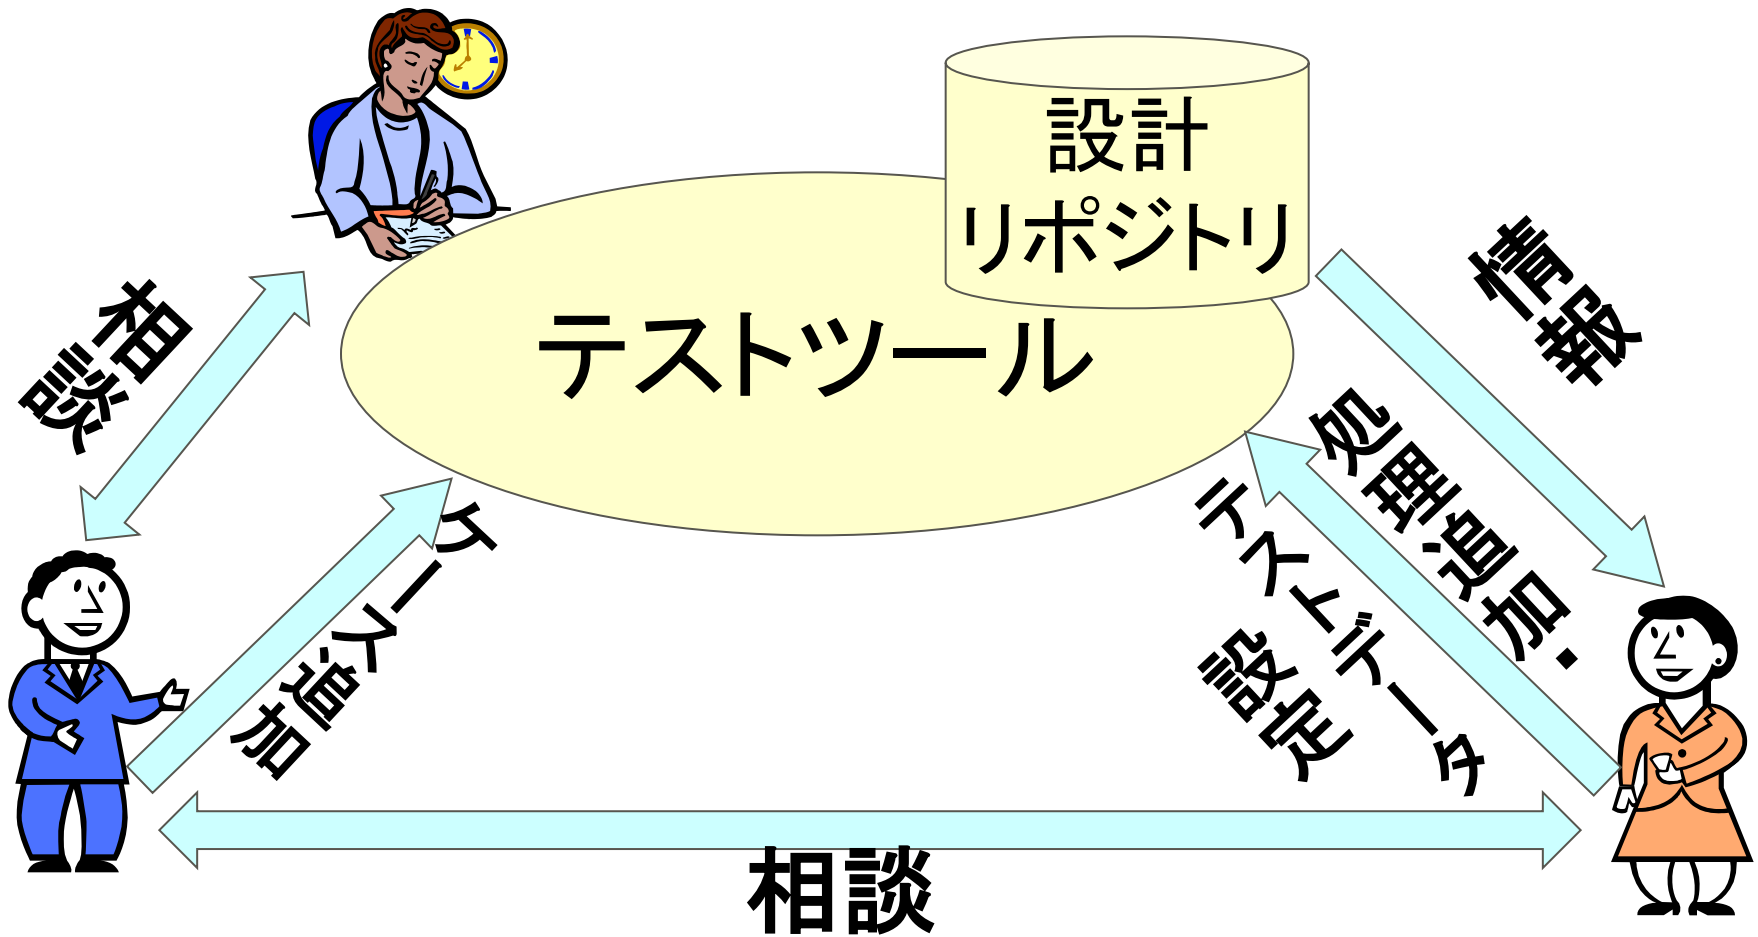 設計
リポジトリ
テストツール
相談
情報
ケース追加
処理追加・
テストデータ
設定
相談